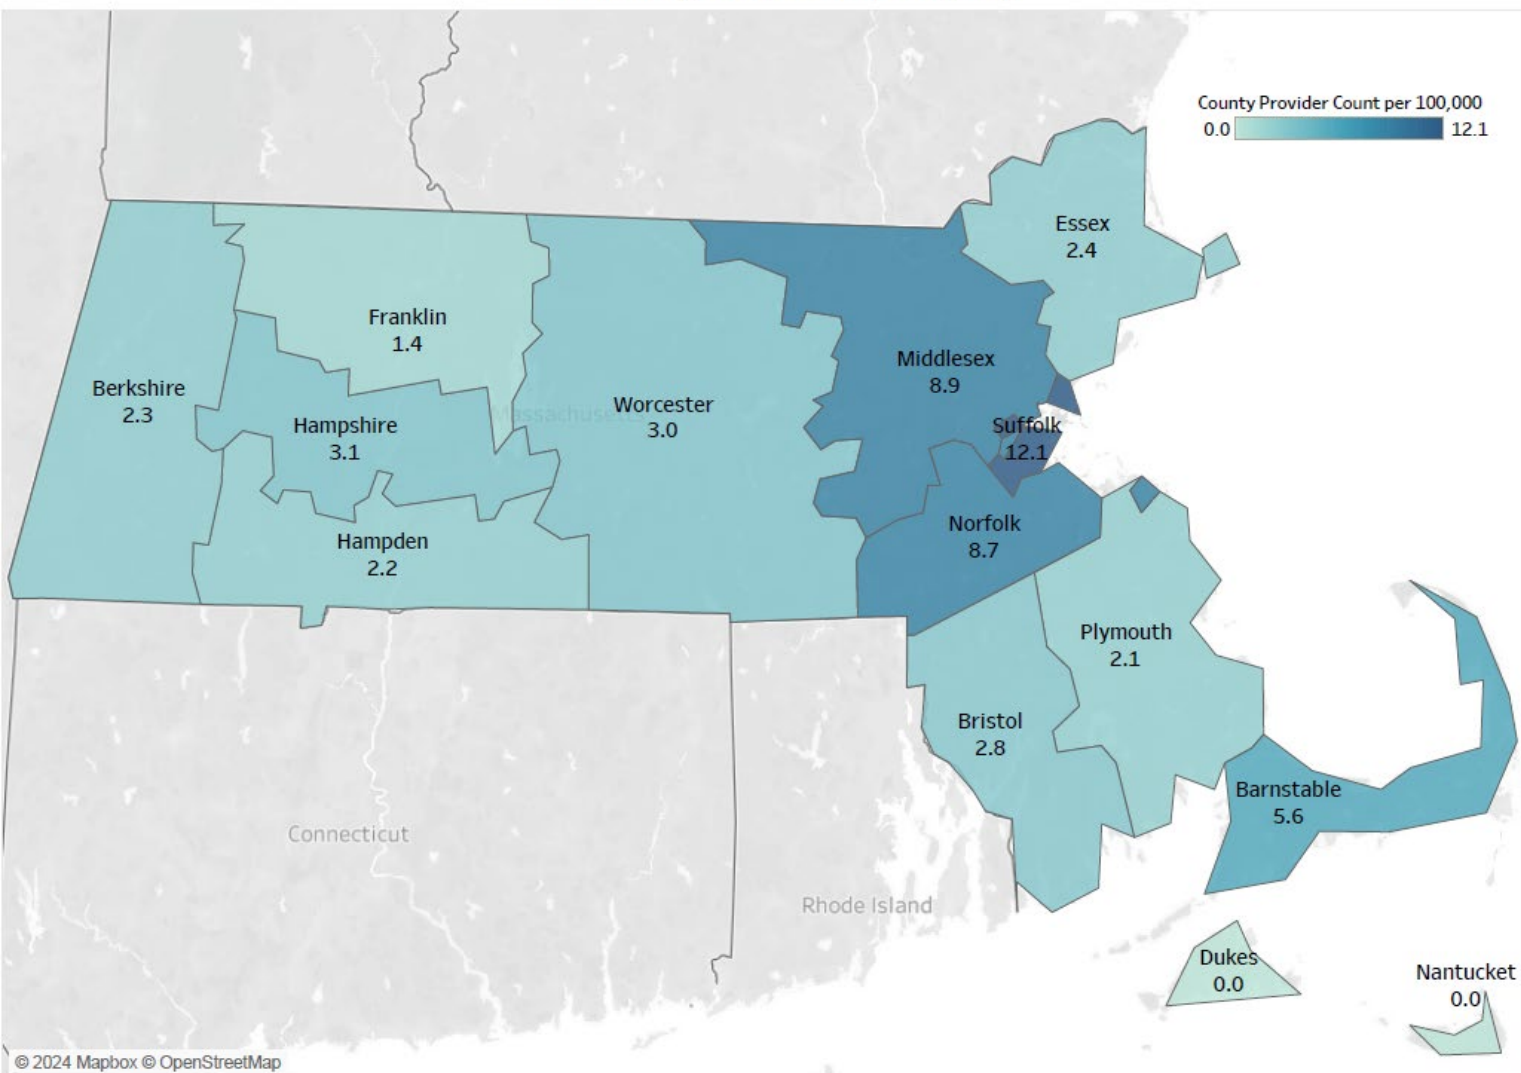 County Provider Count per 100,000
0.0 12.1
Essex
2.4
Franklin
1.4
Middlesex
8.9
Berkshire
2.3
Massachusetts
Worcester
3.0
Hampshire
3.1
Suffolk
12.1
Norfolk
8.7
Hampden
2.2
Plymouth
2.1
Bristol
2.8
Barnstable
5.6
Connecticut
Rhode Island
Dukes
0.0
Nantucket
0.0
© 2024 Mapbox © OpenStreetMap